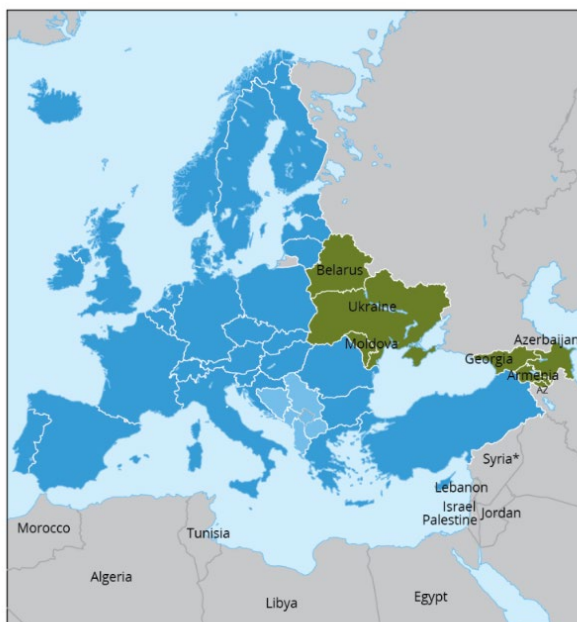 Belarus
Ukraine
Moldova
Georgia
Azerbaijan
Armenia
AZ
Syria*
Lebanon
Israel
Palestine
Jordan
Morocco
Tunisia
Algeria
Libya
Egypt